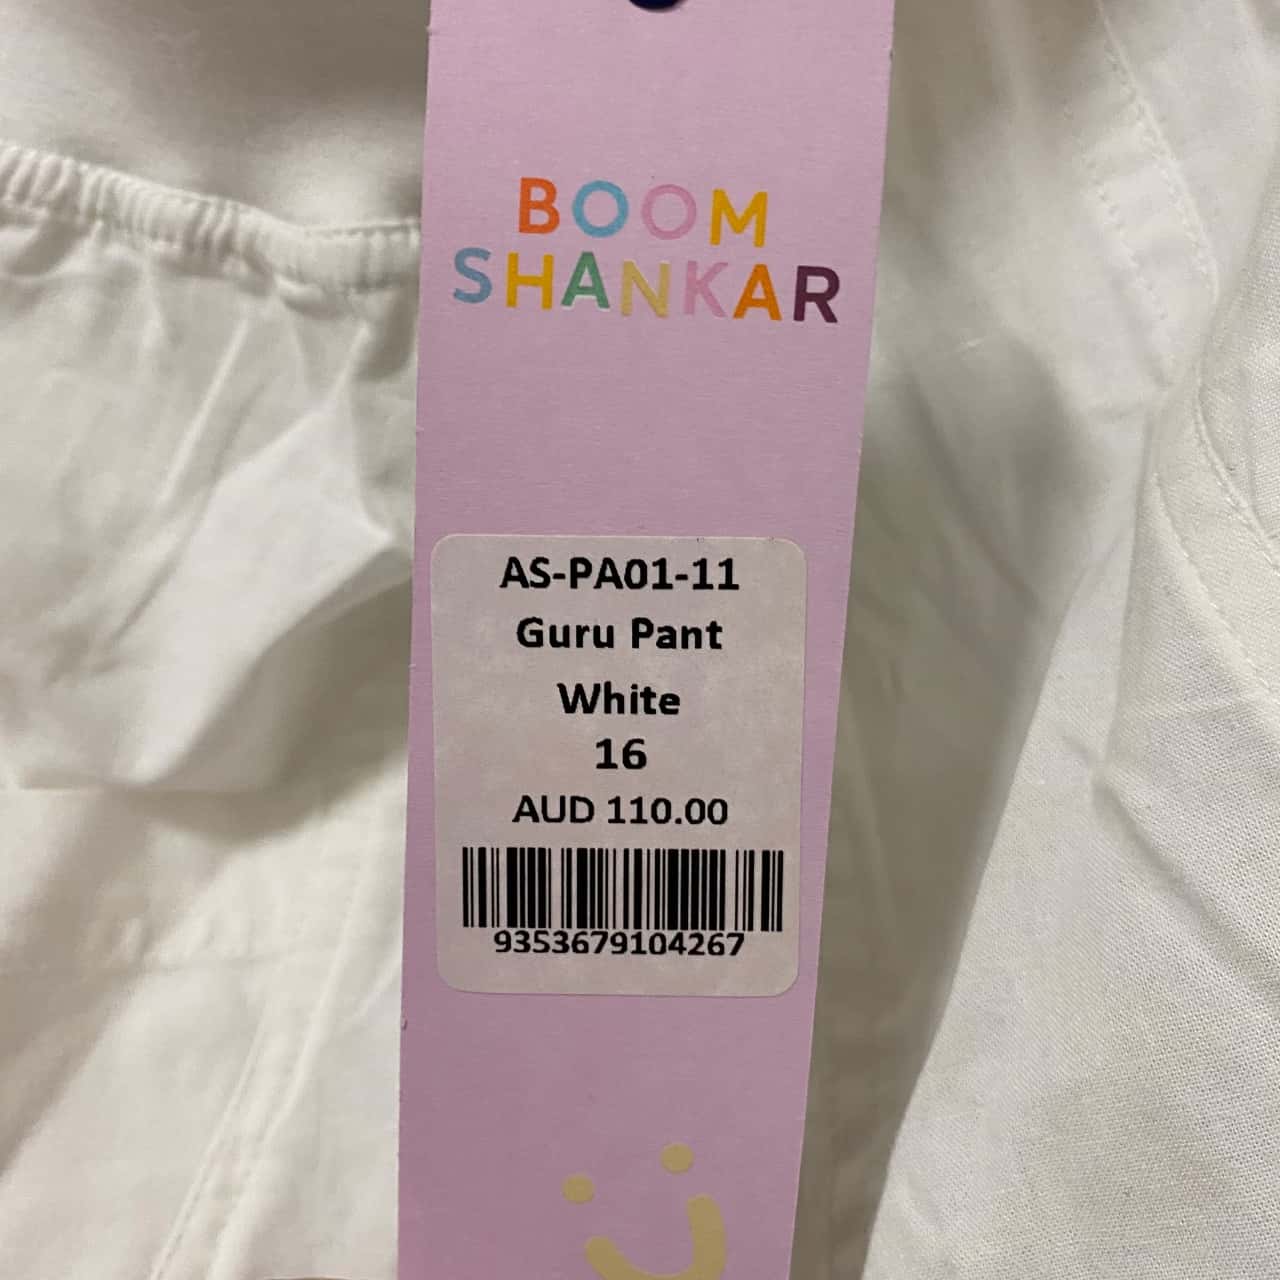 BOOM
SHANKAR
AS-PA01-11
Guru Pant
White
16
AUD 110.00
9353679104267